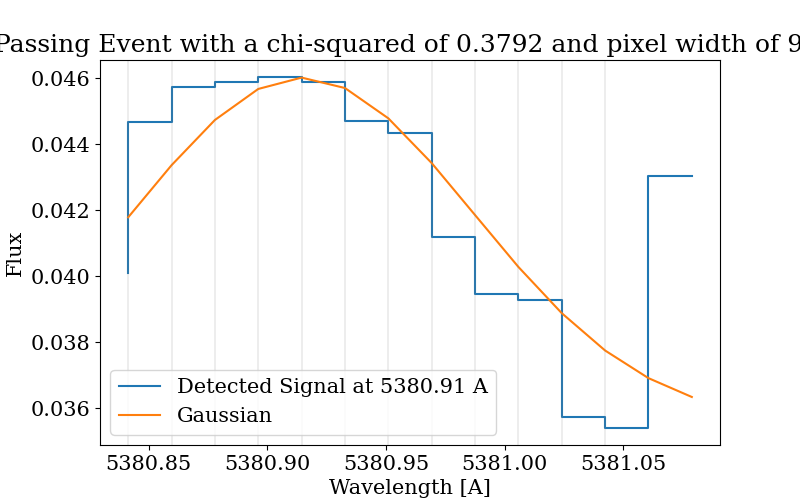 Passing Event with a chi-squared of 0.3792 and pixel width of 9
0.046
0.044
0.042
0.040
0.038
0.036
Flux
Detected Signal at 5380.91 A
Gaussian
5380.85 5380.90 5380.95 5381.00 5381.05
Wavelength [A]